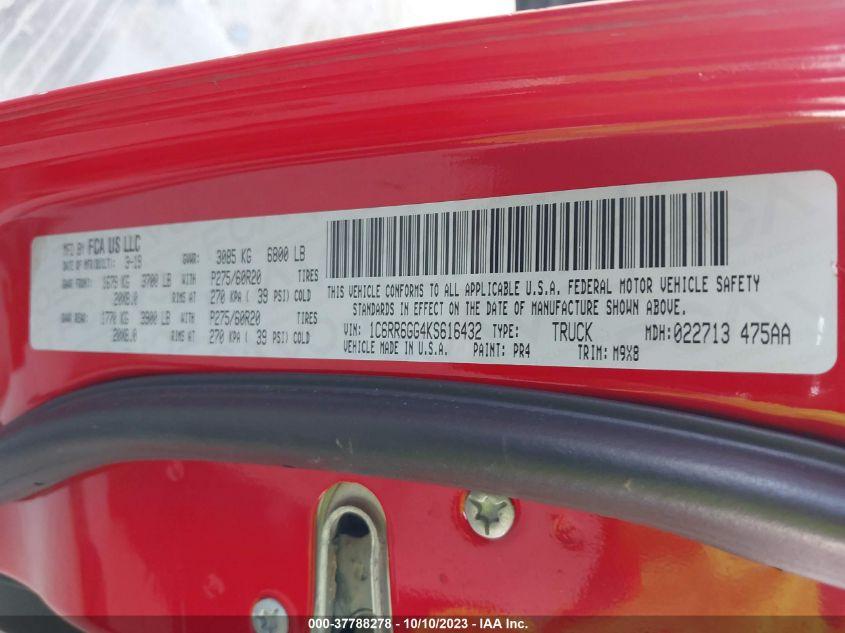 MFD BY FCA US LLC
DATE OF MFR(BUILT): 3-19 GVWR: 3085 KG 6800 LB
GAWR FRONT: 1679 KG 3700 LB WITH P275/60R20 TIRES
20X8.0 RIMS AT 270 KPA ( 39 PSI) COLD
GAWR REAR: 1770 KG 3900 LB WITH P275/60R20 TIRES
20X8.0 RIMS AT 270 KPA ( 39 PSI) COLD
THIS VEHICLE CONFORMS TO ALL APPLICABLE U.S.A. FEDERAL MOTOR VEHICLE SAFETY
STANDARDS IN EFFECT ON THE DATE OF MANUFACTURE SHOWN ABOVE.
VIN: 1C6RR6GG4KS616432 TYPE: TRUCK MDH: 022713 475AA
VEHICLE MADE IN U.S.A. PAINT: PR4 TRIM: M9X8
000-37788278 - 10/10/2023 - IAA Inc.